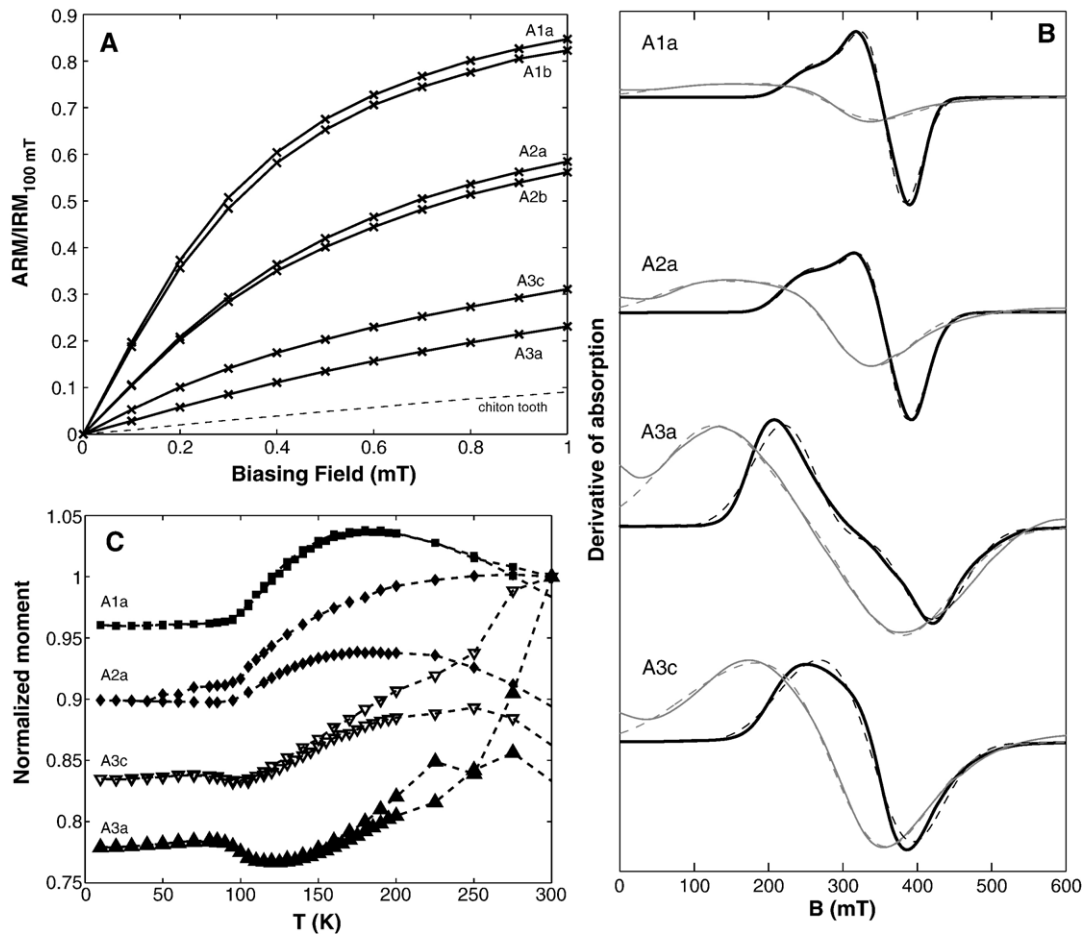 A
0.9
0.8
0.7
0.6
0.5
0.4
0.3
0.2
0.1
0
ARM/IRM100 mT
A1a
A1b
A2a
A2b
A3c
A3a
chiton tooth
0 0.2 0.4 0.6 0.8 1
Biasing Field (mT)
B
A1a
A2a
A3a
A3c
Derivative of absorption
0 100 200 300 400 500 600
B (mT)
C
1.05
1
0.95
0.9
0.85
0.8
0.75
Normalized moment
A1a
A2a
A3c
A3a
0 50 100 150 200 250 300
T (K)